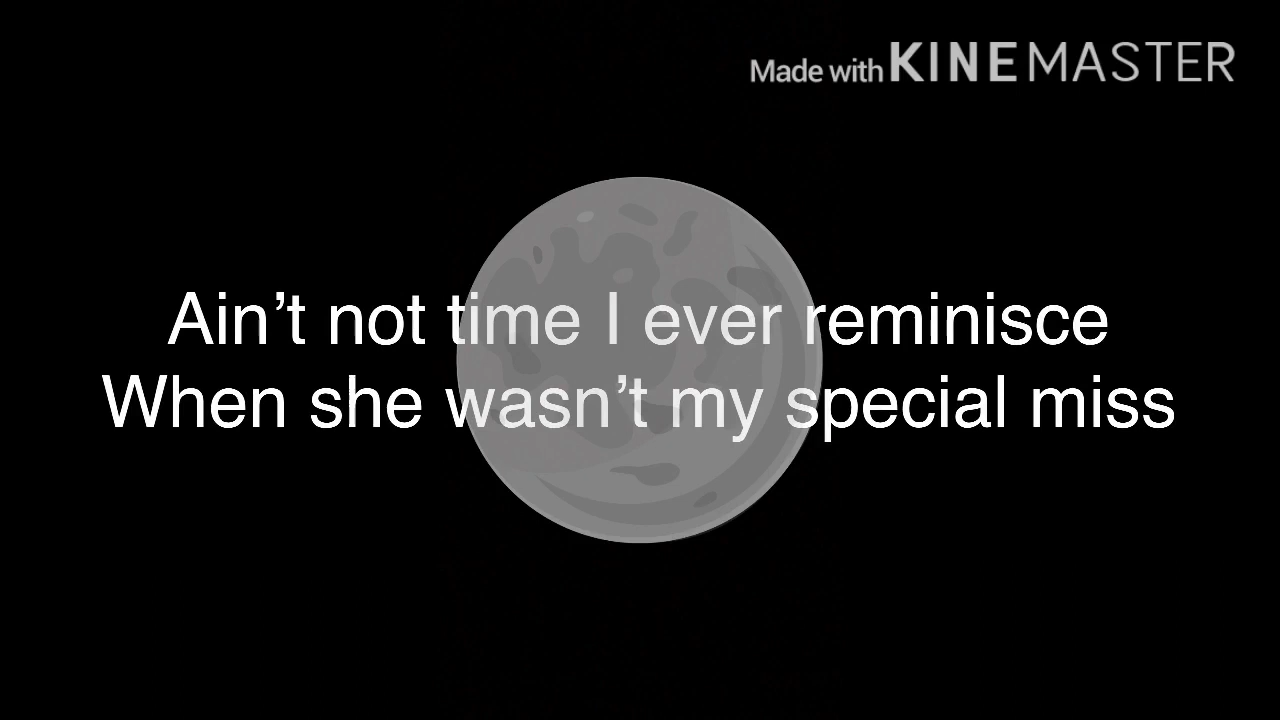 Made with KINEMASTER
Ain’t not time I ever reminisce
When she wasn’t my special miss